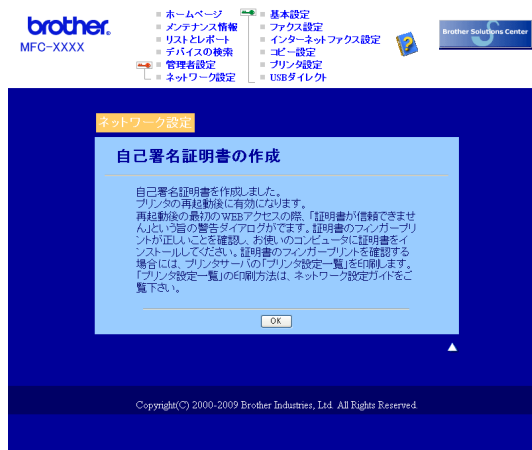 brother.
MFC-XXXX
ホームページ
メンテナンス情報
リストとレポート
デバイスの検索
管理者設定
ネットワーク設定
基本設定
ファクス設定
インターネットファクス設定
コピー設定
プリンタ設定
USBダイレクト
Brother Solutions Center
ネットワーク設定
自己署名証明書の作成
自己署名証明書を作成しました。
プリンタの再起動後に有効になります。
再起動後の最初のWEBアクセスの際、「証明書が信頼できませ
ん」という旨の警告ダイアログがでます。証明書のフィンガープリ
ントが正しいことを確認し、お使いのコンピュータに証明書をイ
ンストールしてください。証明書のフィンガープリントを確認する
場合には、プリンタサーバの「プリンタ設定一覧」を印刷します。
「プリンタ設定一覧」の印刷方法は、ネットワーク設定ガイドをご
覧下さい。
OK
Copyright(C) 2000-2009 Brother Industries, Ltd. All Rights Reserved.